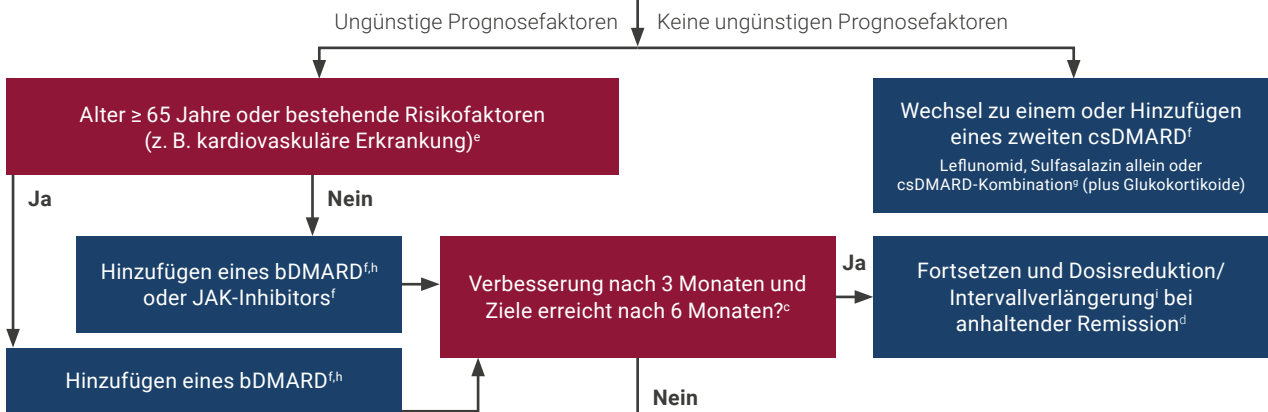 Ungünstige Prognosefaktoren
Keine ungünstigen Prognosefaktoren
Alter ≥ 65 Jahre oder bestehende Risikofaktoren
(z. B. kardiovaskuläre Erkrankung)ᵉ
Wechsel zu einem oder Hinzufügen
eines zweiten csDMARDᶠ
Leflunomid, Sulfasalazin allein oder
csDMARD-Kombinationᵍ (plus Glukokortikoide)
Ja
Nein
Hinzufügen eines bDMARDᶠ,ʰ
oder JAK-Inhibitorsᶠ
Verbesserung nach 3 Monaten und
Ziele erreicht nach 6 Monaten?ᶜ
Ja
Fortsetzen und Dosisreduktion/
Intervallverlängerungⁱ bei
anhaltender Remissionᵈ
Hinzufügen eines bDMARDᶠ,ʰ
Nein